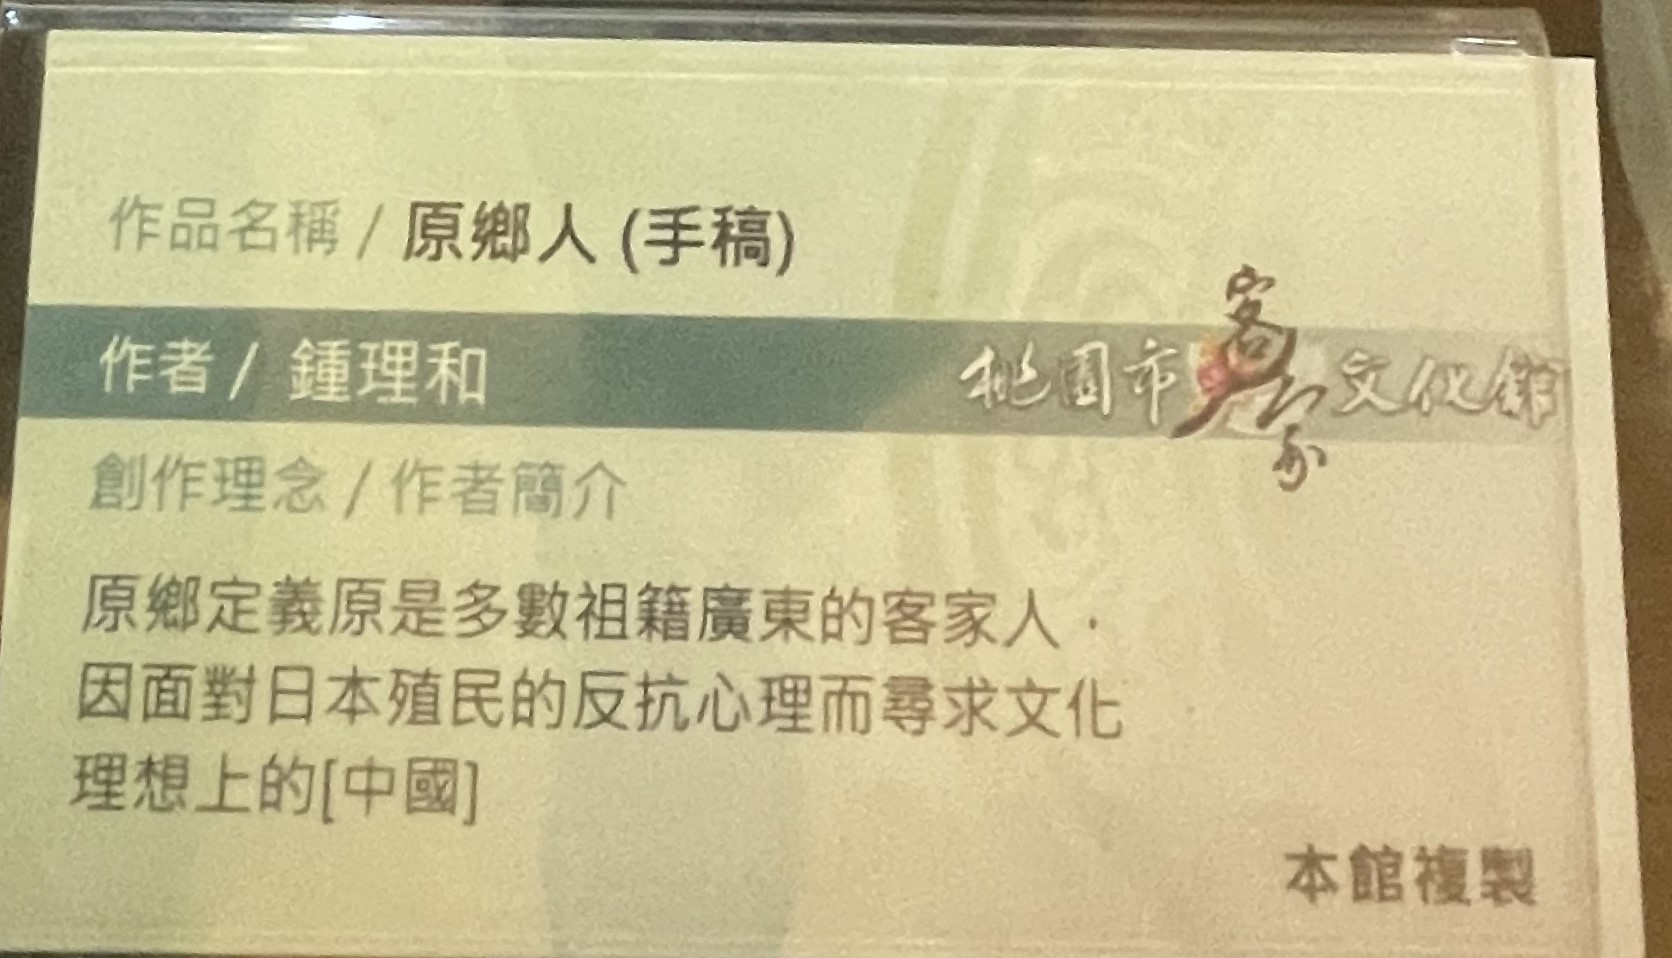 作品名稱 / 原鄉人 (手稿)
作者 / 鍾理和
桃園市客家文化館
創作理念 / 作者簡介
原鄉定義原是多數祖籍廣東的客家人，
因面對日本殖民的反抗心理而尋求文化
理想上的[中國]
本館複製